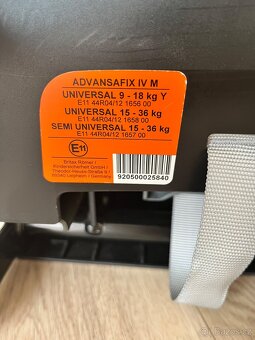 ADVANSAFIX IV M
UNIVERSAL 9 - 18 kg Y
E11 44R04/12 1656 00
UNIVERSAL 15 - 36 kg
E11 44R04/12 1658 00
SEMI UNIVERSAL 15 - 36 kg
E11 44R04/12 1657 00
E11
Britax Römer
Kindersicherheit GmbH
Theodor-Heuss-Straße 9
89340 Leipheim / Germany
920500025840